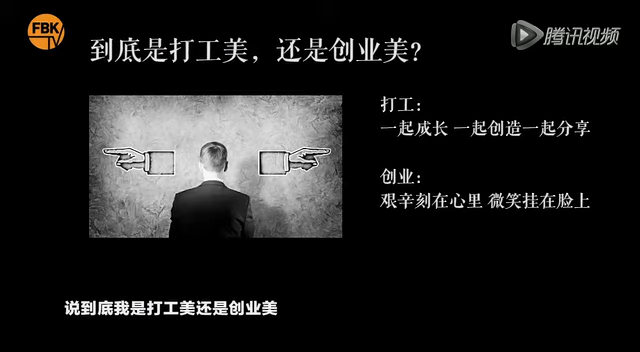 FBK
TV
腾讯视频
到底是打工美，还是创业美?
打工：
一起成长 一起创造一起分享
创业：
艰辛刻在心里 微笑挂在脸上
说到底我是打工美还是创业美